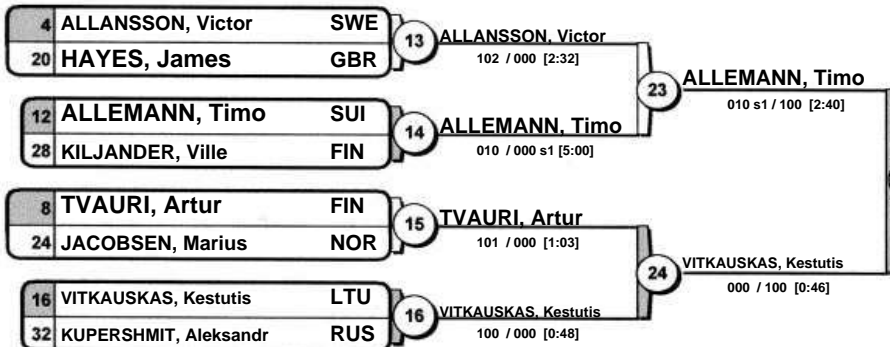 4 ALLANSSON, Victor SWE
20 HAYES, James GBR
13
ALLANSSON, Victor
102 / 000 [2:32]
12 ALLEMANN, Timo SUI
28 KILJANDER, Ville FIN
14
ALLEMANN, Timo
010 / 000 s1 [5:00]
23
ALLEMANN, Timo
010 s1 / 100 [2:40]
8 TVAURI, Artur FIN
24 JACOBSEN, Marius NOR
15
TVAURI, Artur
101 / 000 [1:03]
16 VITKAUSKAS, Kestutis LTU
32 KUPERSHMIT, Aleksandr RUS
16
VITKAUSKAS, Kestutis
100 / 000 [0:48]
24
VITKAUSKAS, Kestutis
000 / 100 [0:46]